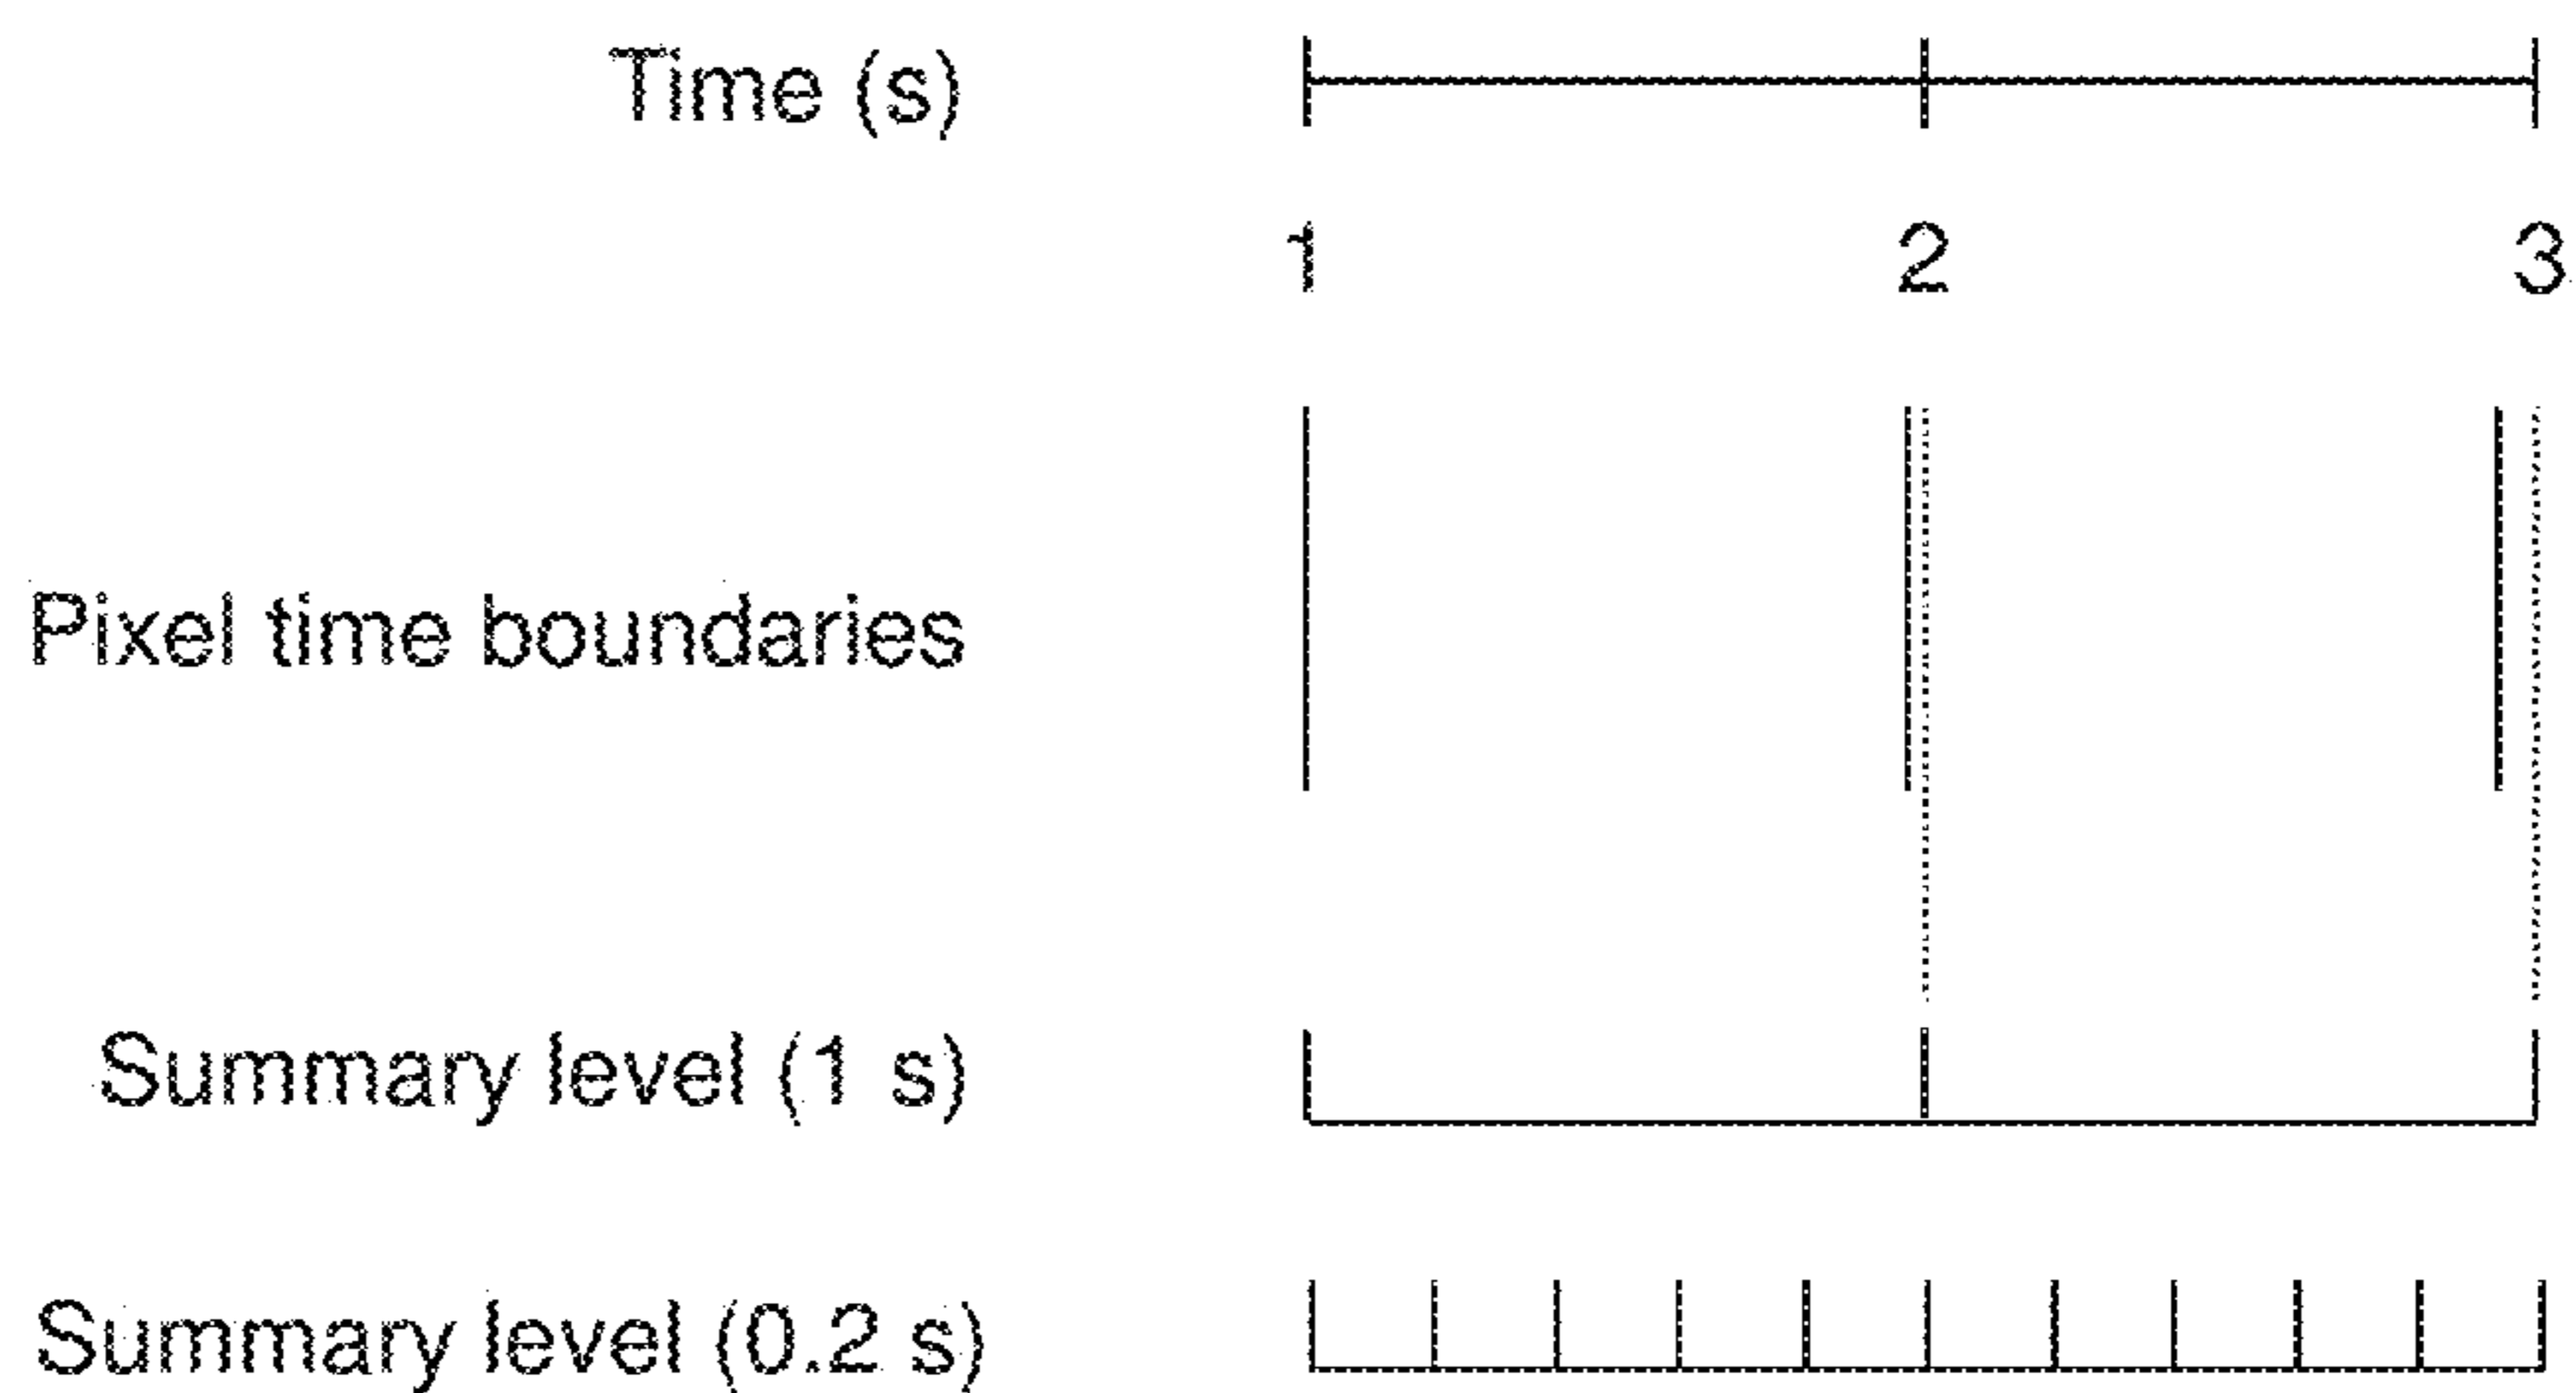 Time (s)
1 2 3
Pixel time boundaries
Summary level (1 s)
Summary level (0.2 s)